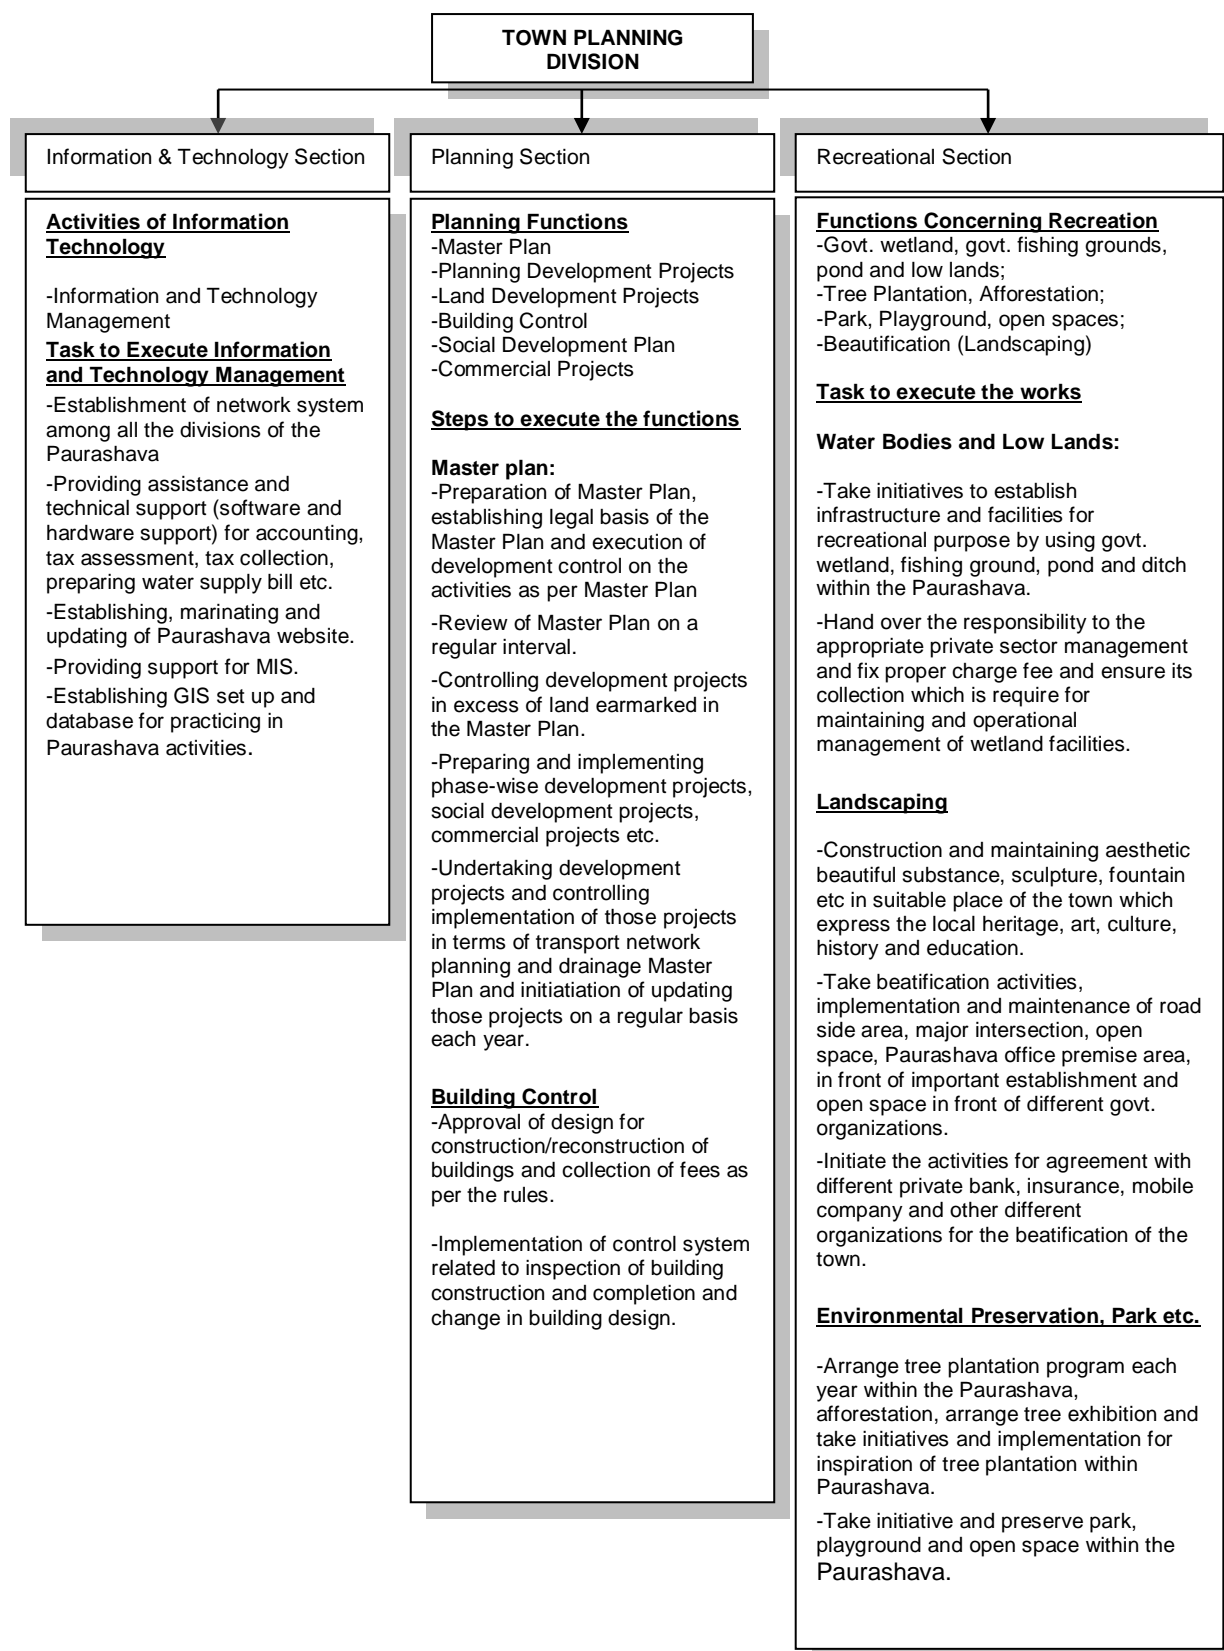 TOWN PLANNING
DIVISION
Information & Technology Section
Activities of Information
Technology
-Information and Technology
Management
Task to Execute Information
and Technology Management
-Establishment of network system
among all the divisions of the
Paurashava
-Providing assistance and
technical support (software and
hardware support) for accounting,
tax assessment, tax collection,
preparing water supply bill etc.
-Establishing, marinating and
updating of Paurashava website.
-Providing support for MIS.
-Establishing GIS set up and
database for practicing in
Paurashava activities.
Planning Section
Planning Functions
-Master Plan
-Planning Development Projects
-Land Development Projects
-Building Control
-Social Development Plan
-Commercial Projects
Steps to execute the functions
Master plan:
-Preparation of Master Plan,
establishing legal basis of the
Master Plan and execution of
development control on the
activities as per Master Plan
-Review of Master Plan on a
regular interval.
-Controlling development projects
in excess of land earmarked in
the Master Plan.
-Preparing and implementing
phase-wise development projects,
social development projects,
commercial projects etc.
-Undertaking development
projects and controlling
implementation of those projects
in terms of transport network
planning and drainage Master
Plan and initiatiation of updating
those projects on a regular basis
each year.
Building Control
-Approval of design for
construction/reconstruction of
buildings and collection of fees as
per the rules.
-Implementation of control system
related to inspection of building
construction and completion and
change in building design.
Recreational Section
Functions Concerning Recreation
-Govt. wetland, govt. fishing grounds,
pond and low lands;
-Tree Plantation, Afforestation;
-Park, Playground, open spaces;
-Beautification (Landscaping)
Task to execute the works
Water Bodies and Low Lands:
-Take initiatives to establish
infrastructure and facilities for
recreational purpose by using govt.
wetland, fishing ground, pond and ditch
within the Paurashava.
-Hand over the responsibility to the
appropriate private sector management
and fix proper charge fee and ensure its
collection which is require for
maintaining and operational
management of wetland facilities.
Landscaping
-Construction and maintaining aesthetic
beautiful substance, sculpture, fountain
etc in suitable place of the town which
express the local heritage, art, culture,
history and education.
-Take beatification activities,
implementation and maintenance of road
side area, major intersection, open
space, Paurashava office premise area,
in front of important establishment and
open space in front of different govt.
organizations.
-Initiate the activities for agreement with
different private bank, insurance, mobile
company and other different
organizations for the beatification of the
town.
Environmental Preservation, Park etc.
-Arrange tree plantation program each
year within the Paurashava,
afforestation, arrange tree exhibition and
take initiatives and implementation for
inspiration of tree plantation within
Paurashava.
-Take initiative and preserve park,
playground and open space within the
Paurashava.